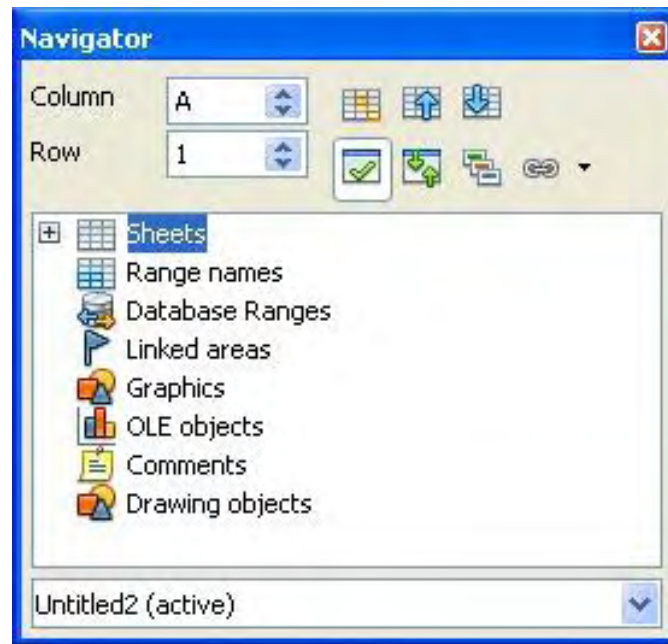 Navigator
Column A
Row 1
Sheets
Range names
Database Ranges
Linked areas
Graphics
OLE objects
Comments
Drawing objects
Untitled2 (active)